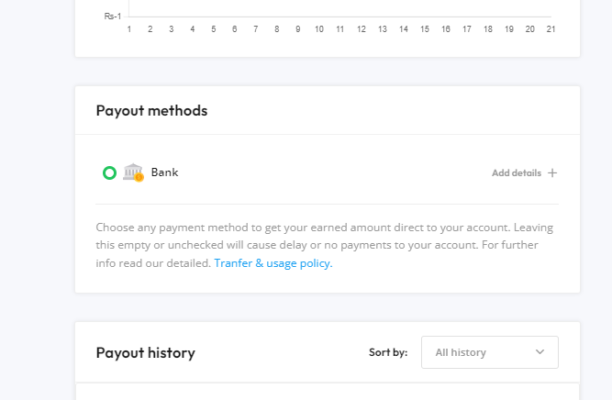 Rs-1
1 2 3 4 5 6 7 8 9 10 11 12 13 14 15 16 17 18 19 20 21
Payout methods
Bank Add details +
Choose any payment method to get your earned amount direct to your account. Leaving
this empty or unchecked will cause delay or no payments to your account. For further
info read our detailed. Tranfer & usage policy.
Payout history Sort by: All history